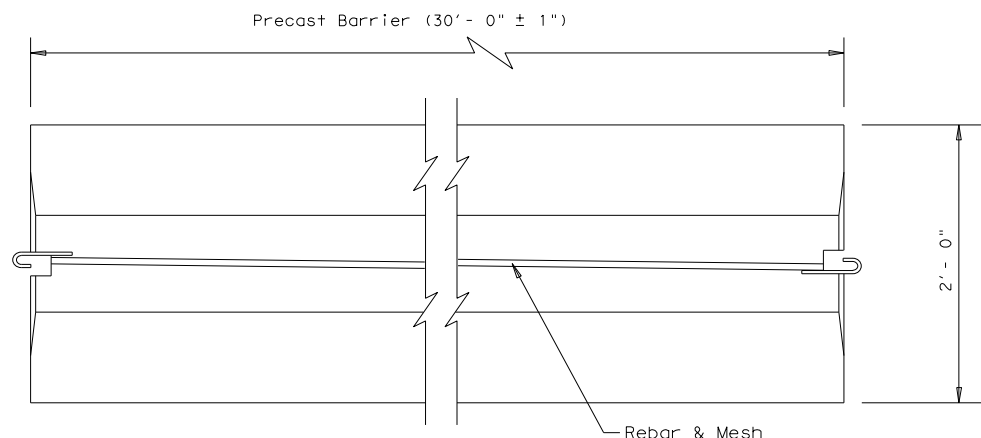 Precast Barrier (30'- 0" ± 1")
2'- 0"
Rebar & Mesh